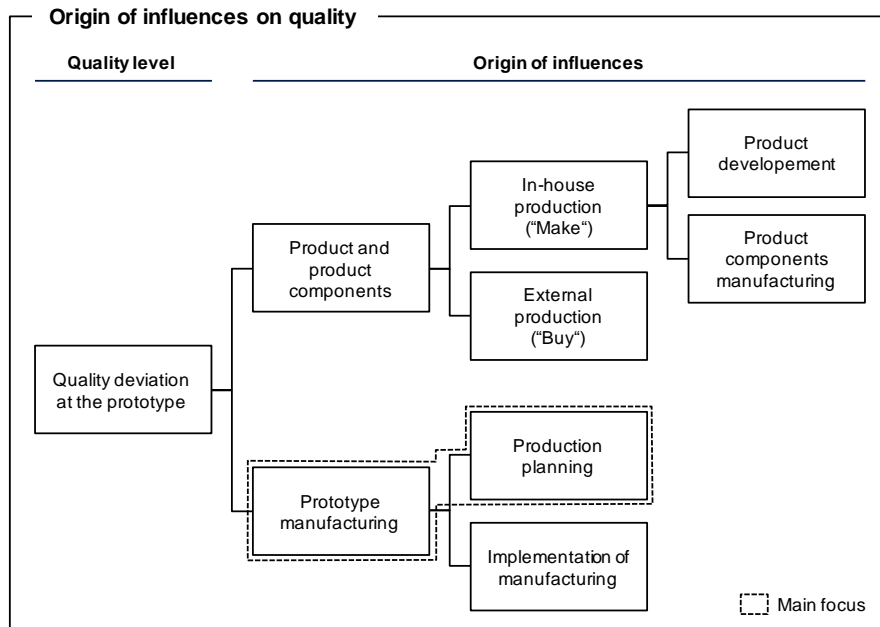 Origin of influences on quality
Quality level
Origin of influences
Product
developement
In-house
production
(“Make“)
Product
components
manufacturing
Product and
product
components
External
production
(“Buy“)
Quality deviation
at the prototype
Production
planning
Prototype
manufacturing
Implementation of
manufacturing
Main focus